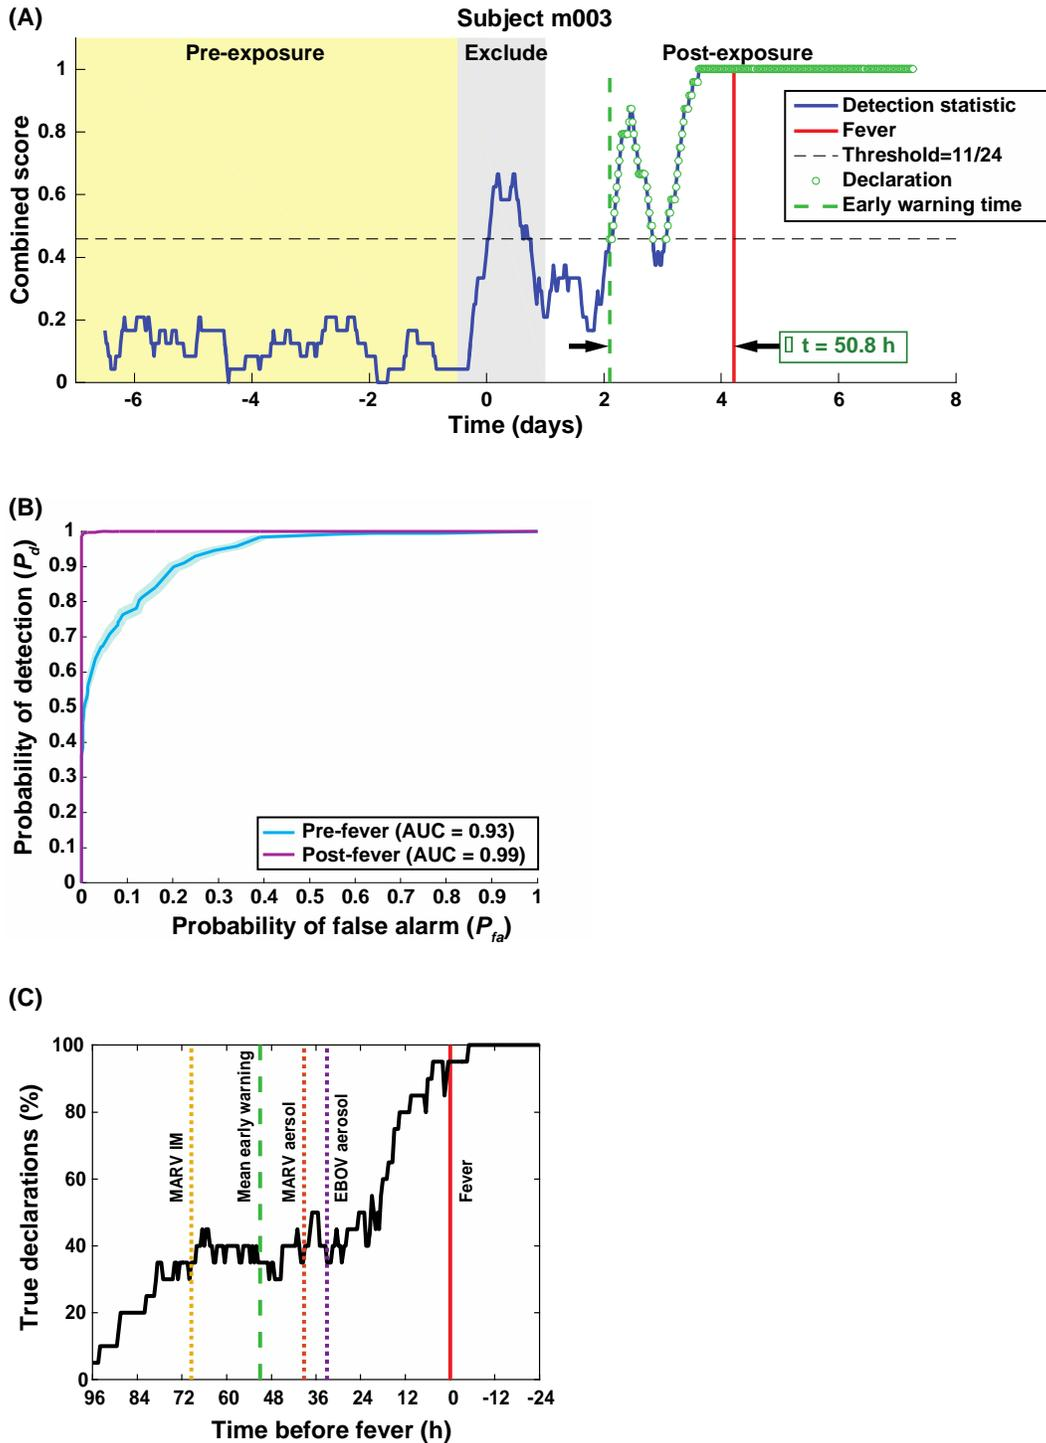 (A)
Subject m003
Pre-exposure
Exclude
Post-exposure
Combined score
1
0.8
0.6
0.4
0.2
0
-6
-4
-2
0
2
4
6
8
Time (days)
Detection statistic
Fever
Threshold=11/24
Declaration
Early warning time
t = 50.8 h
(B)
Probability of detection (Pd)
1
0.9
0.8
0.7
0.6
0.5
0.4
0.3
0.2
0.1
0
0
0.1
0.2
0.3
0.4
0.5
0.6
0.7
0.8
0.9
1
Pre-fever (AUC = 0.93)
Post-fever (AUC = 0.99)
Probability of false alarm (Pfa)
(C)
True declarations (%)
100
80
60
40
20
0
MARV IM
Mean early warning
MARV aersol
EBOV aerosol
Fever
96
84
72
60
48
36
24
12
0
-12
-24
Time before fever (h)